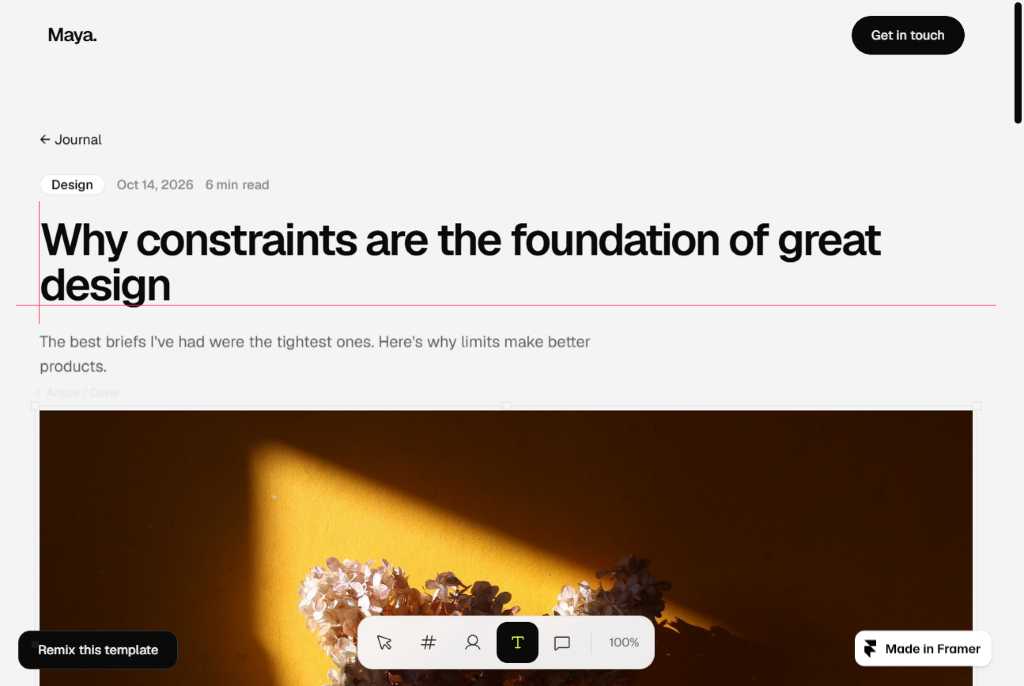 Maya.
Get in touch
← Journal
Design Oct 14, 2026 6 min read
Why constraints are the foundation of great
design
The best briefs I've had were the tightest ones. Here's why limits make better
products.
Article / Cover
Remix this template
T
100%
Made in Framer